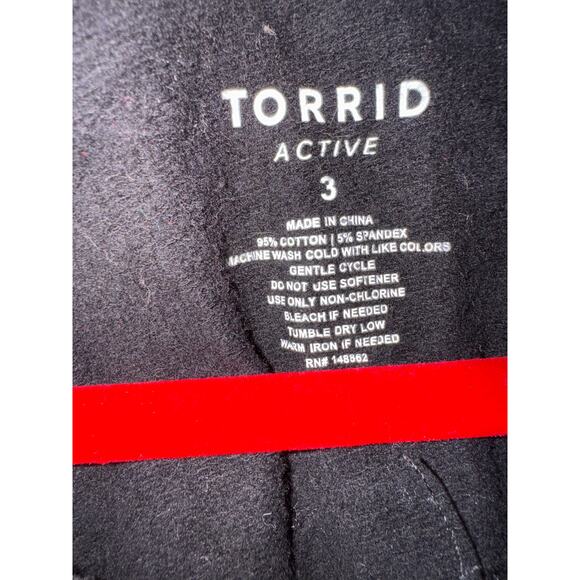 TORRID
ACTIVE
3
MADE IN CHINA
95% COTTON | 5% SPANDEX
MACHINE WASH COLD WITH LIKE COLORS
GENTLE CYCLE
DO NOT USE SOFTENER
USE ONLY NON-CHLORINE
BLEACH IF NEEDED
TUMBLE DRY LOW
WARM IRON IF NEEDED
RN# 148862